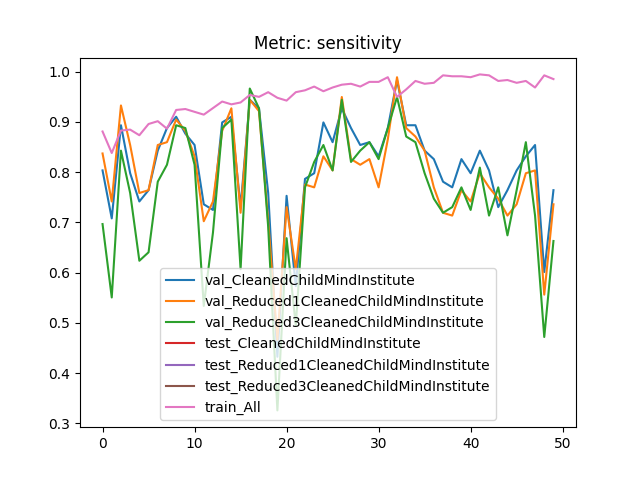 Metric: sensitivity
1.0
0.9
0.8
0.7
0.6
0.5
0.4
0.3
val_CleanedChildMindInstitute
val_Reduced1CleanedChildMindInstitute
val_Reduced3CleanedChildMindInstitute
test_CleanedChildMindInstitute
test_Reduced1CleanedChildMindInstitute
test_Reduced3CleanedChildMindInstitute
train_All
0 10 20 30 40 50